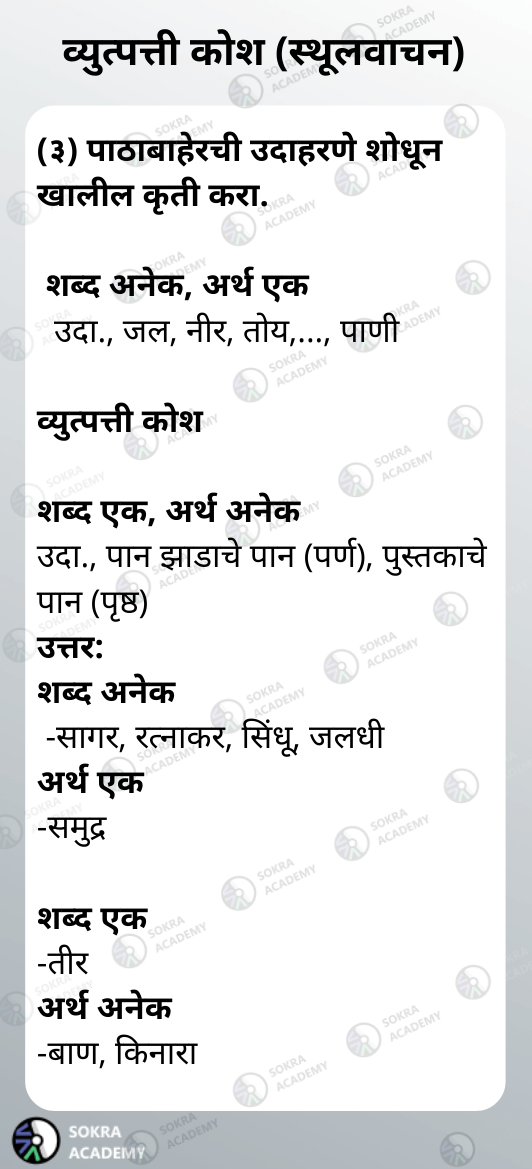 व्युत्पत्ती कोश (स्थूलवाचन)
(३) पाठाबाहेरची उदाहरणे शोधून
खालील कृती करा.
शब्द अनेक, अर्थ एक
उदा., जल, नीर, तोय,..., पाणी
व्युत्पत्ती कोश
शब्द एक, अर्थ अनेक
उदा., पान झाडाचे पान (पर्ण), पुस्तकाचे
पान (पृष्ठ)
उत्तर:
शब्द अनेक
-सागर, रत्नाकर, सिंधू, जलधी
अर्थ एक
-समुद्र
शब्द एक
-तीर
अर्थ अनेक
-बाण, किनारा
SOKRA
ACADEMY